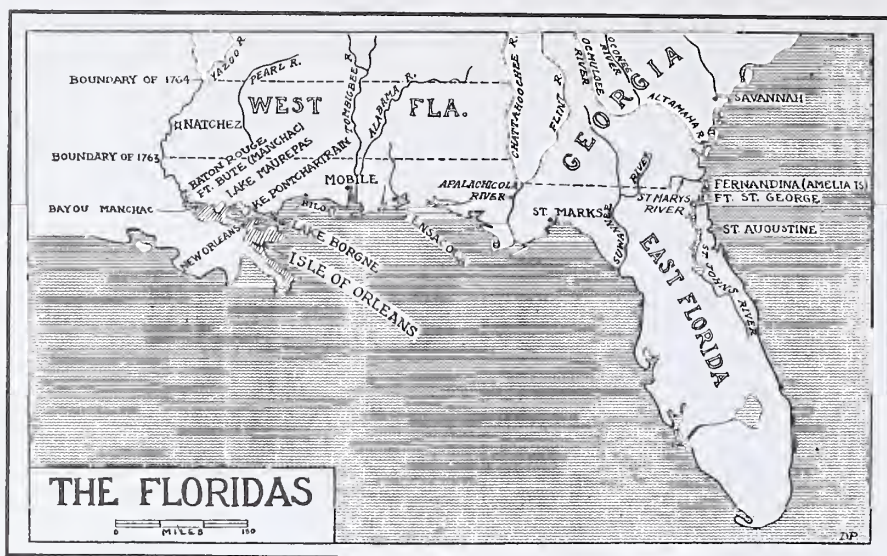 YAZOO R.
PEARL R.
TOMBIGBEE R.
ALABAMA R.
CHATTAHOOCHEE R.
FLINT R.
OCMULGEE RIVER
OCONEE RIVER
GEORGIA
ALTAMAHA R.
SAVANNAH
BOUNDARY OF 1764
WEST FLA.
NATCHEZ
BOUNDARY OF 1763
BATON ROUGE
FT. BUTE (MANCHAC)
LAKE MAUREPAS
LAKE PONTCHARTRAIN
MOBILE
APALACHICOLA RIVER
RIVER
ST MARYS RIVER
FERNANDINA (AMELIA IS)
FT. ST. GEORGE
BAYOU MANCHAC
BILOXI
ST. MARKS
ST. AUGUSTINE
NEW ORLEANS
LAKE BORGNE
ISLE OF ORLEANS
EAST FLORIDA
ST. JOHNS RIVER
THE FLORIDAS
0 MILES 150
DP.